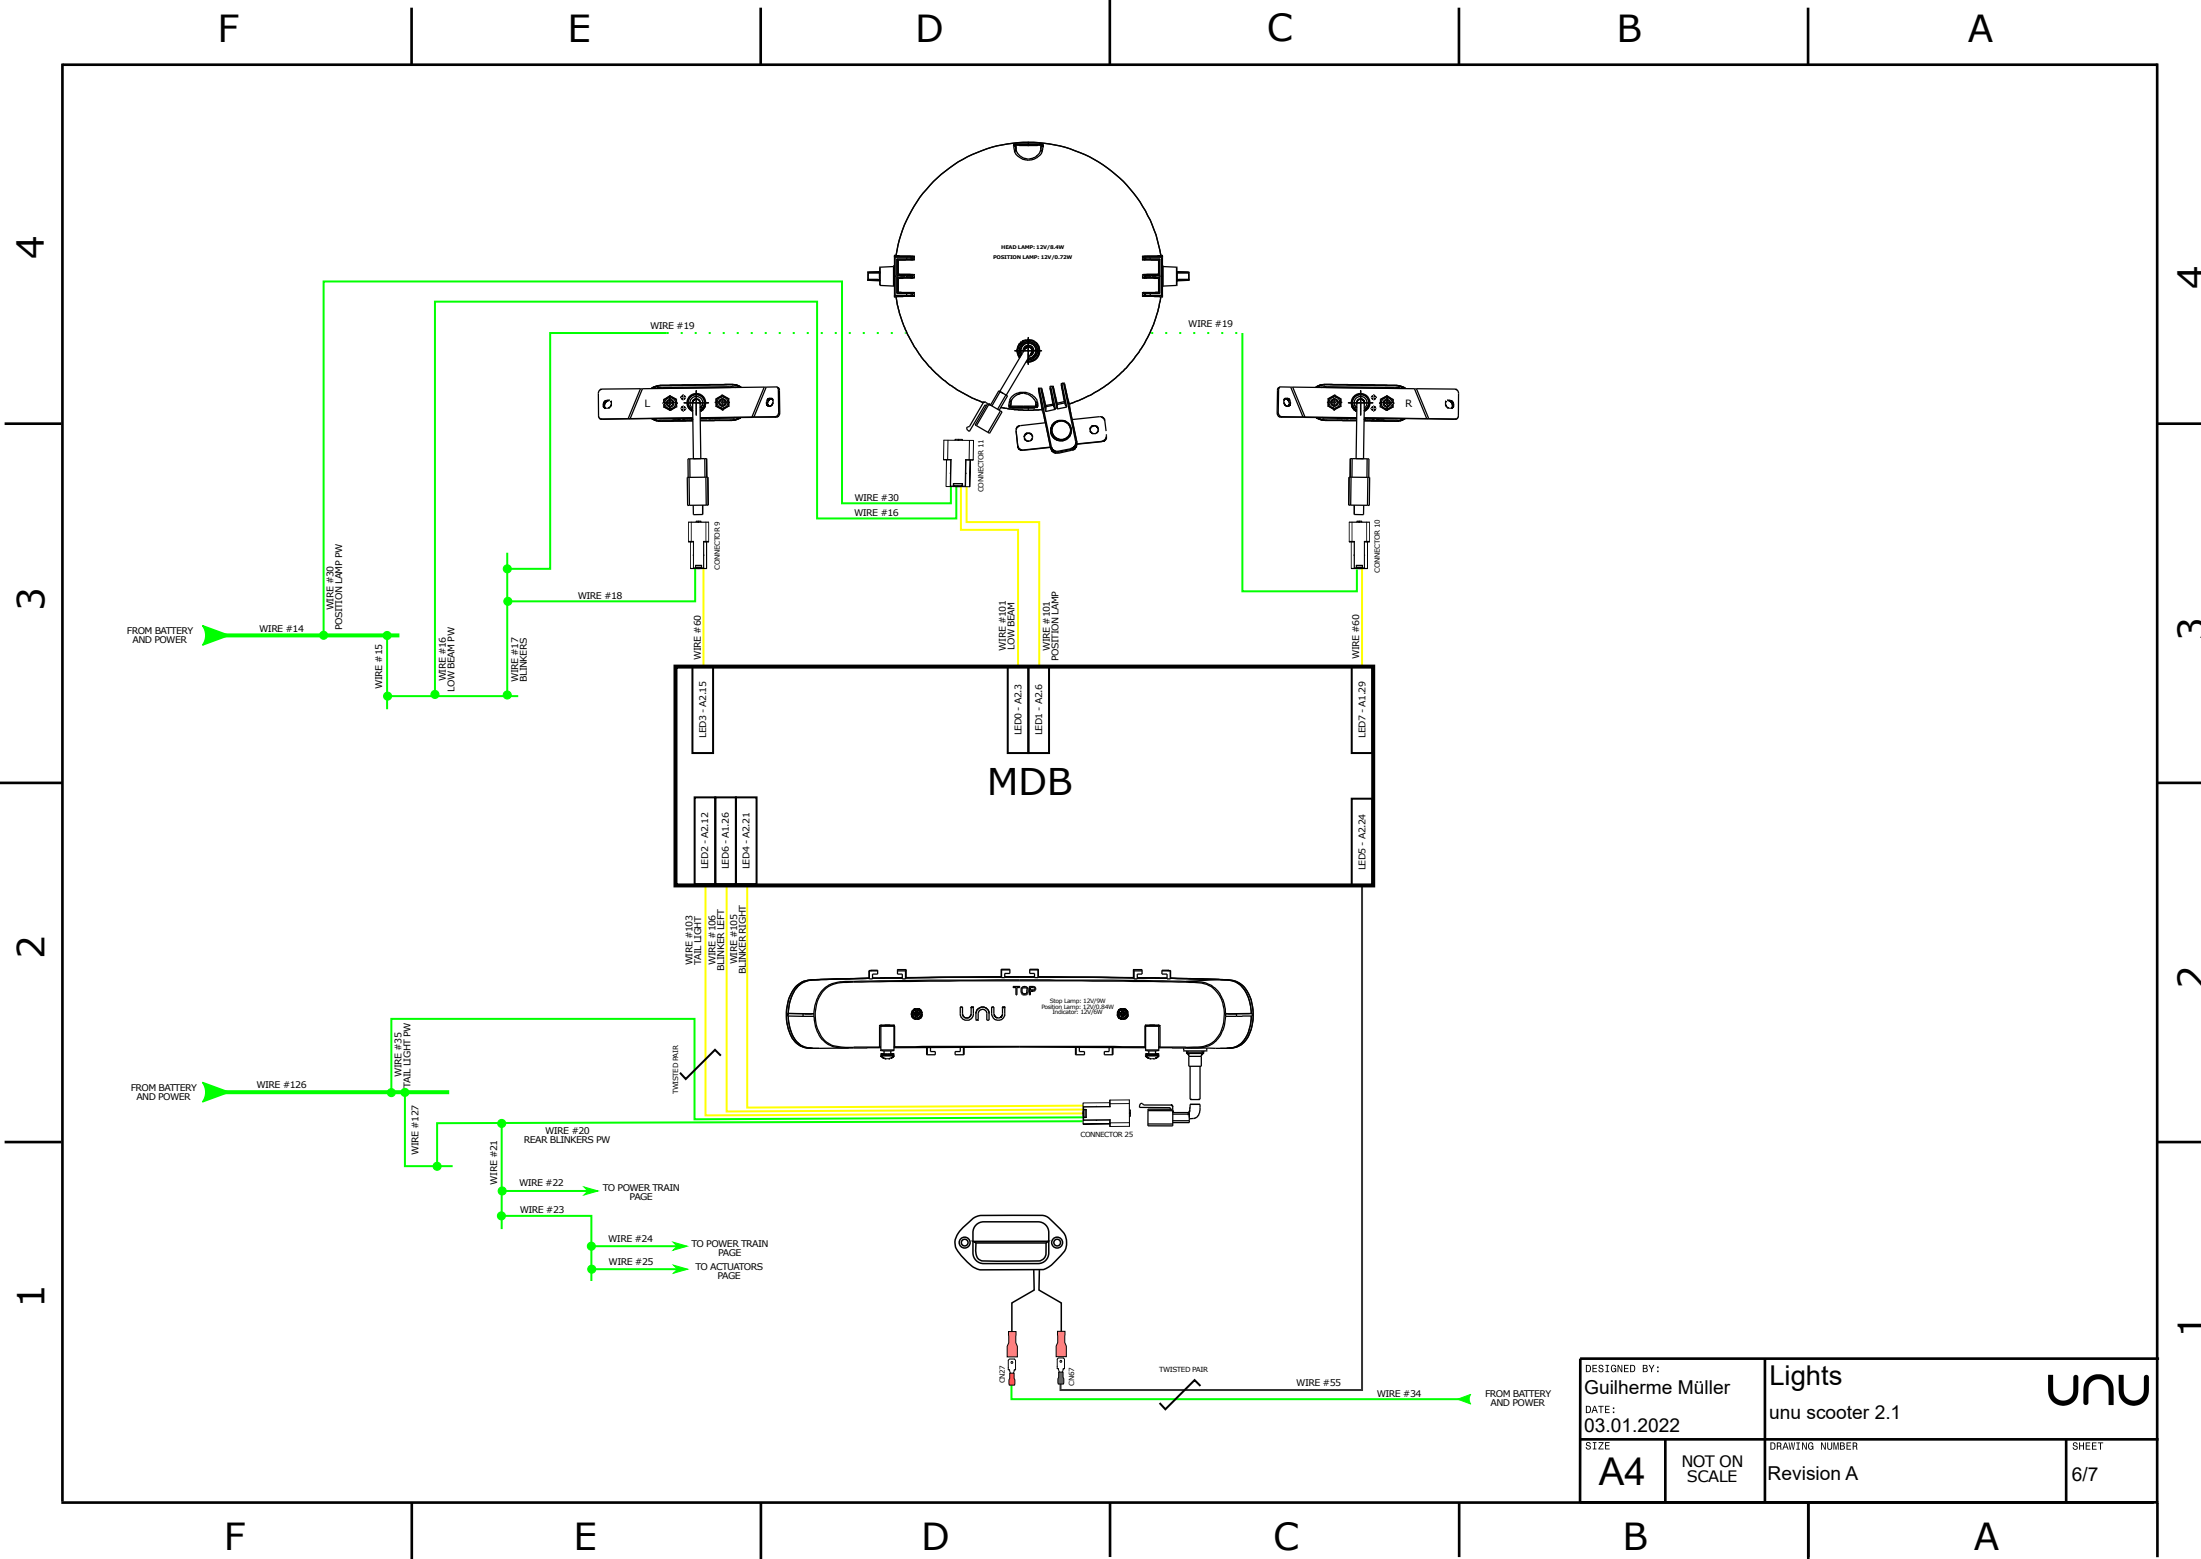 F E D C B A
4
4
HEAD LAMP: 12V/8.4W
POSITION LAMP: 12V/0.72W
WIRE #19
WIRE #19
L
R
CONNECTOR 11
WIRE #30
WIRE #16
CONNECTOR 9
CONNECTOR 10
3
3
WIRE #30
POSITION LAMP PW
WIRE #18
FROM BATTERY
AND POWER
WIRE #14
WIRE #15
WIRE #16
LOW BEAM PW
WIRE #17
BLINKERS
WIRE #60
WIRE #101
LOW BEAM
WIRE #101
POSITION LAMP
WIRE #60
LED3 - A2.15
LED0 - A2.3
LED1 - A2.6
LED7 - A1.29
MDB
LED2 - A2.12
LED6 - A1.26
LED4 - A2.21
LED5 - A2.24
2
2
WIRE #103
TAIL LIGHT
WIRE #106
BLINKER LEFT
WIRE #105
BLINKER RIGHT
TOP
unu
Stop Lamp: 12V/9W
Position Lamp: 12V/0.84W
Indicator: 12V/6W
WIRE #35
TAIL LIGHT PW
TWISTED PAIR
FROM BATTERY
AND POWER
WIRE #126
WIRE #127
WIRE #20
REAR BLINKERS PW
CONNECTOR 25
WIRE #21
WIRE #22
TO POWER TRAIN
PAGE
WIRE #23
WIRE #24
TO POWER TRAIN
PAGE
WIRE #25
TO ACTUATORS
PAGE
1
1
CN27
CN67
TWISTED PAIR
WIRE #55
WIRE #34
FROM BATTERY
AND POWER
DESIGNED BY:
Guilherme Müller
DATE:
03.01.2022
Lights
unu scooter 2.1
unu
SIZE
A4
NOT ON
SCALE
DRAWING NUMBER
Revision A
SHEET
6/7
F E D C B A